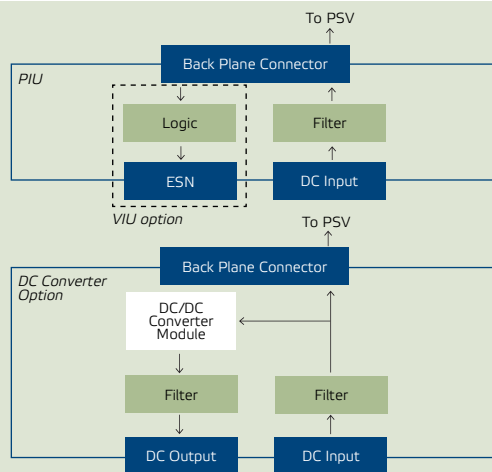 To PSV
Back Plane Connector
PIU
Logic
Filter
ESN
DC Input
VIU option
To PSV
Back Plane Connector
DC Converter
Option
DC/DC
Converter
Module
Filter
Filter
DC Output
DC Input